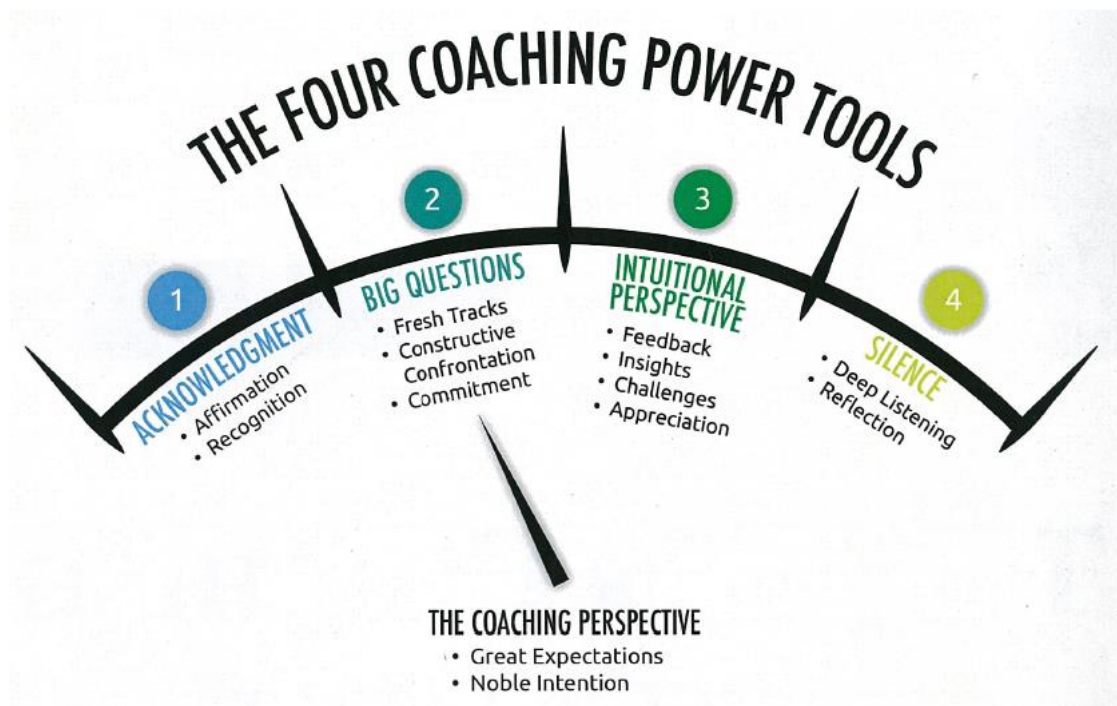 THE FOUR COACHING POWER TOOLS
1
ACKNOWLEDGMENT
• Affirmation
• Recognition
2
BIG QUESTIONS
• Fresh Tracks
• Constructive
Confrontation
• Commitment
3
INTUITIONAL
PERSPECTIVE
• Feedback
• Insights
• Challenges
• Appreciation
4
SILENCE
• Deep Listening
• Reflection
THE COACHING PERSPECTIVE
• Great Expectations
• Noble Intention